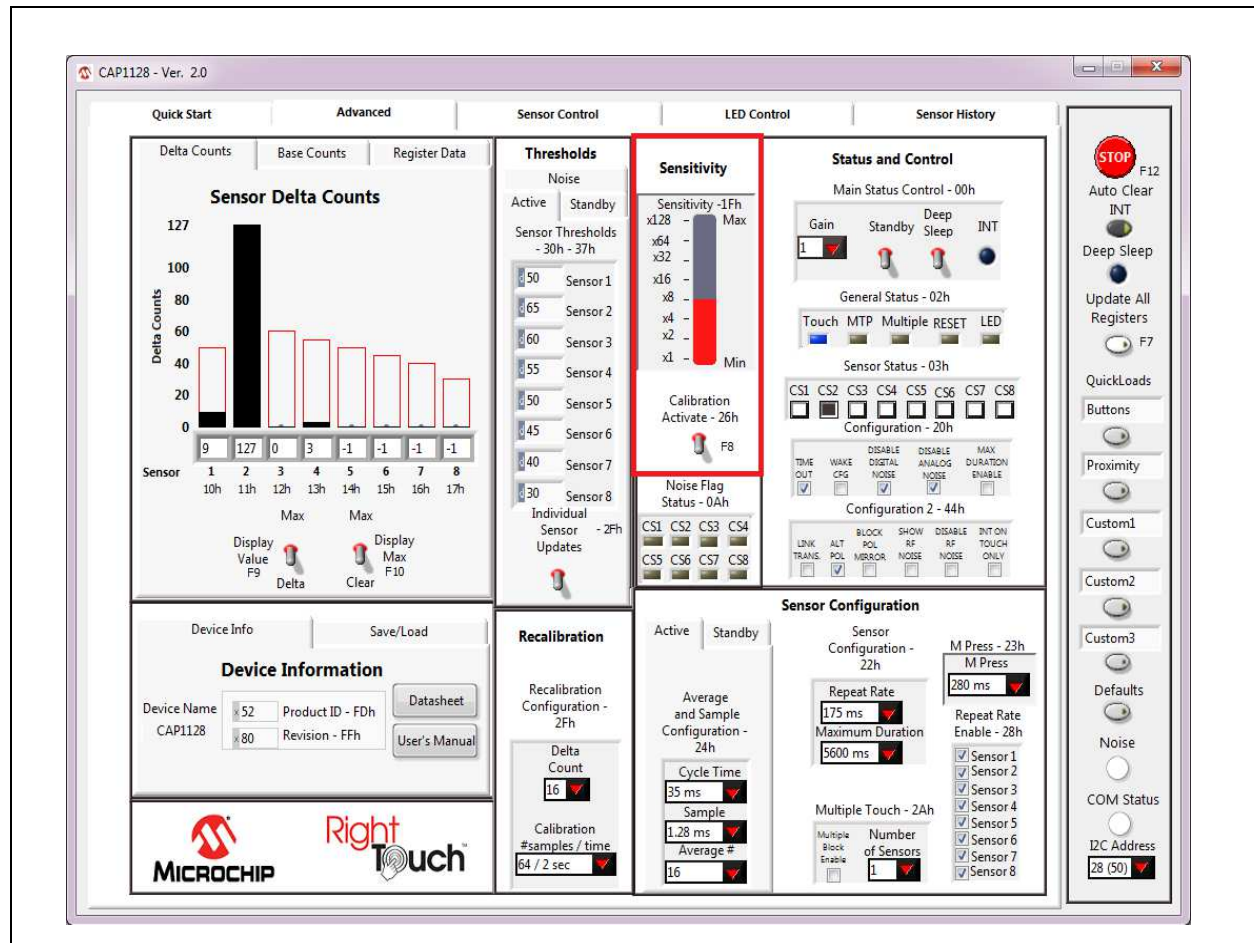 CAP1128 - Ver. 2.0
Quick Start
Advanced
Sensor Control
LED Control
Sensor History
Delta Counts
Base Counts
Register Data
Sensor Delta Counts
Delta Counts
127
100
80
60
40
20
0
9 127 0 3 -1 -1 -1 -1
Sensor 1 2 3 4 5 6 7 8
10h 11h 12h 13h 14h 15h 16h 17h
Max
Display
Value
F9
Delta
Max
Display
Max
F10
Clear
Device Info
Save/Load
Device Information
Device Name
CAP1128
x 52 Product ID - FDh
x 80 Revision - FFh
Datasheet
User's Manual
MICROCHIP
Right
Touch
Thresholds
Noise
Active
Standby
Sensor Thresholds
- 30h - 37h
d 50 Sensor 1
d 65 Sensor 2
d 60 Sensor 3
d 55 Sensor 4
d 50 Sensor 5
d 45 Sensor 6
d 40 Sensor 7
d 30 Sensor 8
Individual
Sensor - 2Fh
Updates
Recalibration
Recalibration
Configuration -
2Fh
Delta
Count
16
Calibration
#samples / time
64 / 2 sec
Sensitivity
Sensitivity -1Fh
x128 Max
x64
x32
x16
x8
x4
x2
x1 Min
Calibration
Activate - 26h
F8
Noise Flag
Status - 0Ah
CS1 CS2 CS3 CS4
CS5 CS6 CS7 CS8
Status and Control
Main Status Control - 00h
Gain
1
Standby
Deep
Sleep
INT
General Status - 02h
Touch MTP Multiple RESET LED
Sensor Status - 03h
CS1 CS2 CS3 CS4 CS5 CS6 CS7 CS8
Configuration - 20h
TIME
OUT
WAKE
CFG
DISABLE
DIGITAL
NOISE
DISABLE
ANALOG
NOISE
MAX
DURATION
ENABLE
Configuration 2 - 44h
LINK
TRANS.
ALT
POL
BLOCK
POL
MIRROR
SHOW
RF
NOISE
DISABLE
RF
NOISE
INT ON
TOUCH
ONLY
Sensor Configuration
Active
Standby
Average
and Sample
Configuration -
24h
Cycle Time
35 ms
Sample
1.28 ms
Average #
16
Sensor
Configuration -
22h
Repeat Rate
175 ms
Maximum Duration
5600 ms
Multiple Touch - 2Ah
Multiple
Block
Enable
Number
of Sensors
1
M Press - 23h
M Press
280 ms
Repeat Rate
Enable - 28h
Sensor 1
Sensor 2
Sensor 3
Sensor 4
Sensor 5
Sensor 6
Sensor 7
Sensor 8
STOP
F12
Auto Clear
INT
Deep Sleep
Update All
Registers
F7
QuickLoads
Buttons
Proximity
Custom1
Custom2
Custom3
Defaults
Noise
COM Status
I2C Address
28 (50)